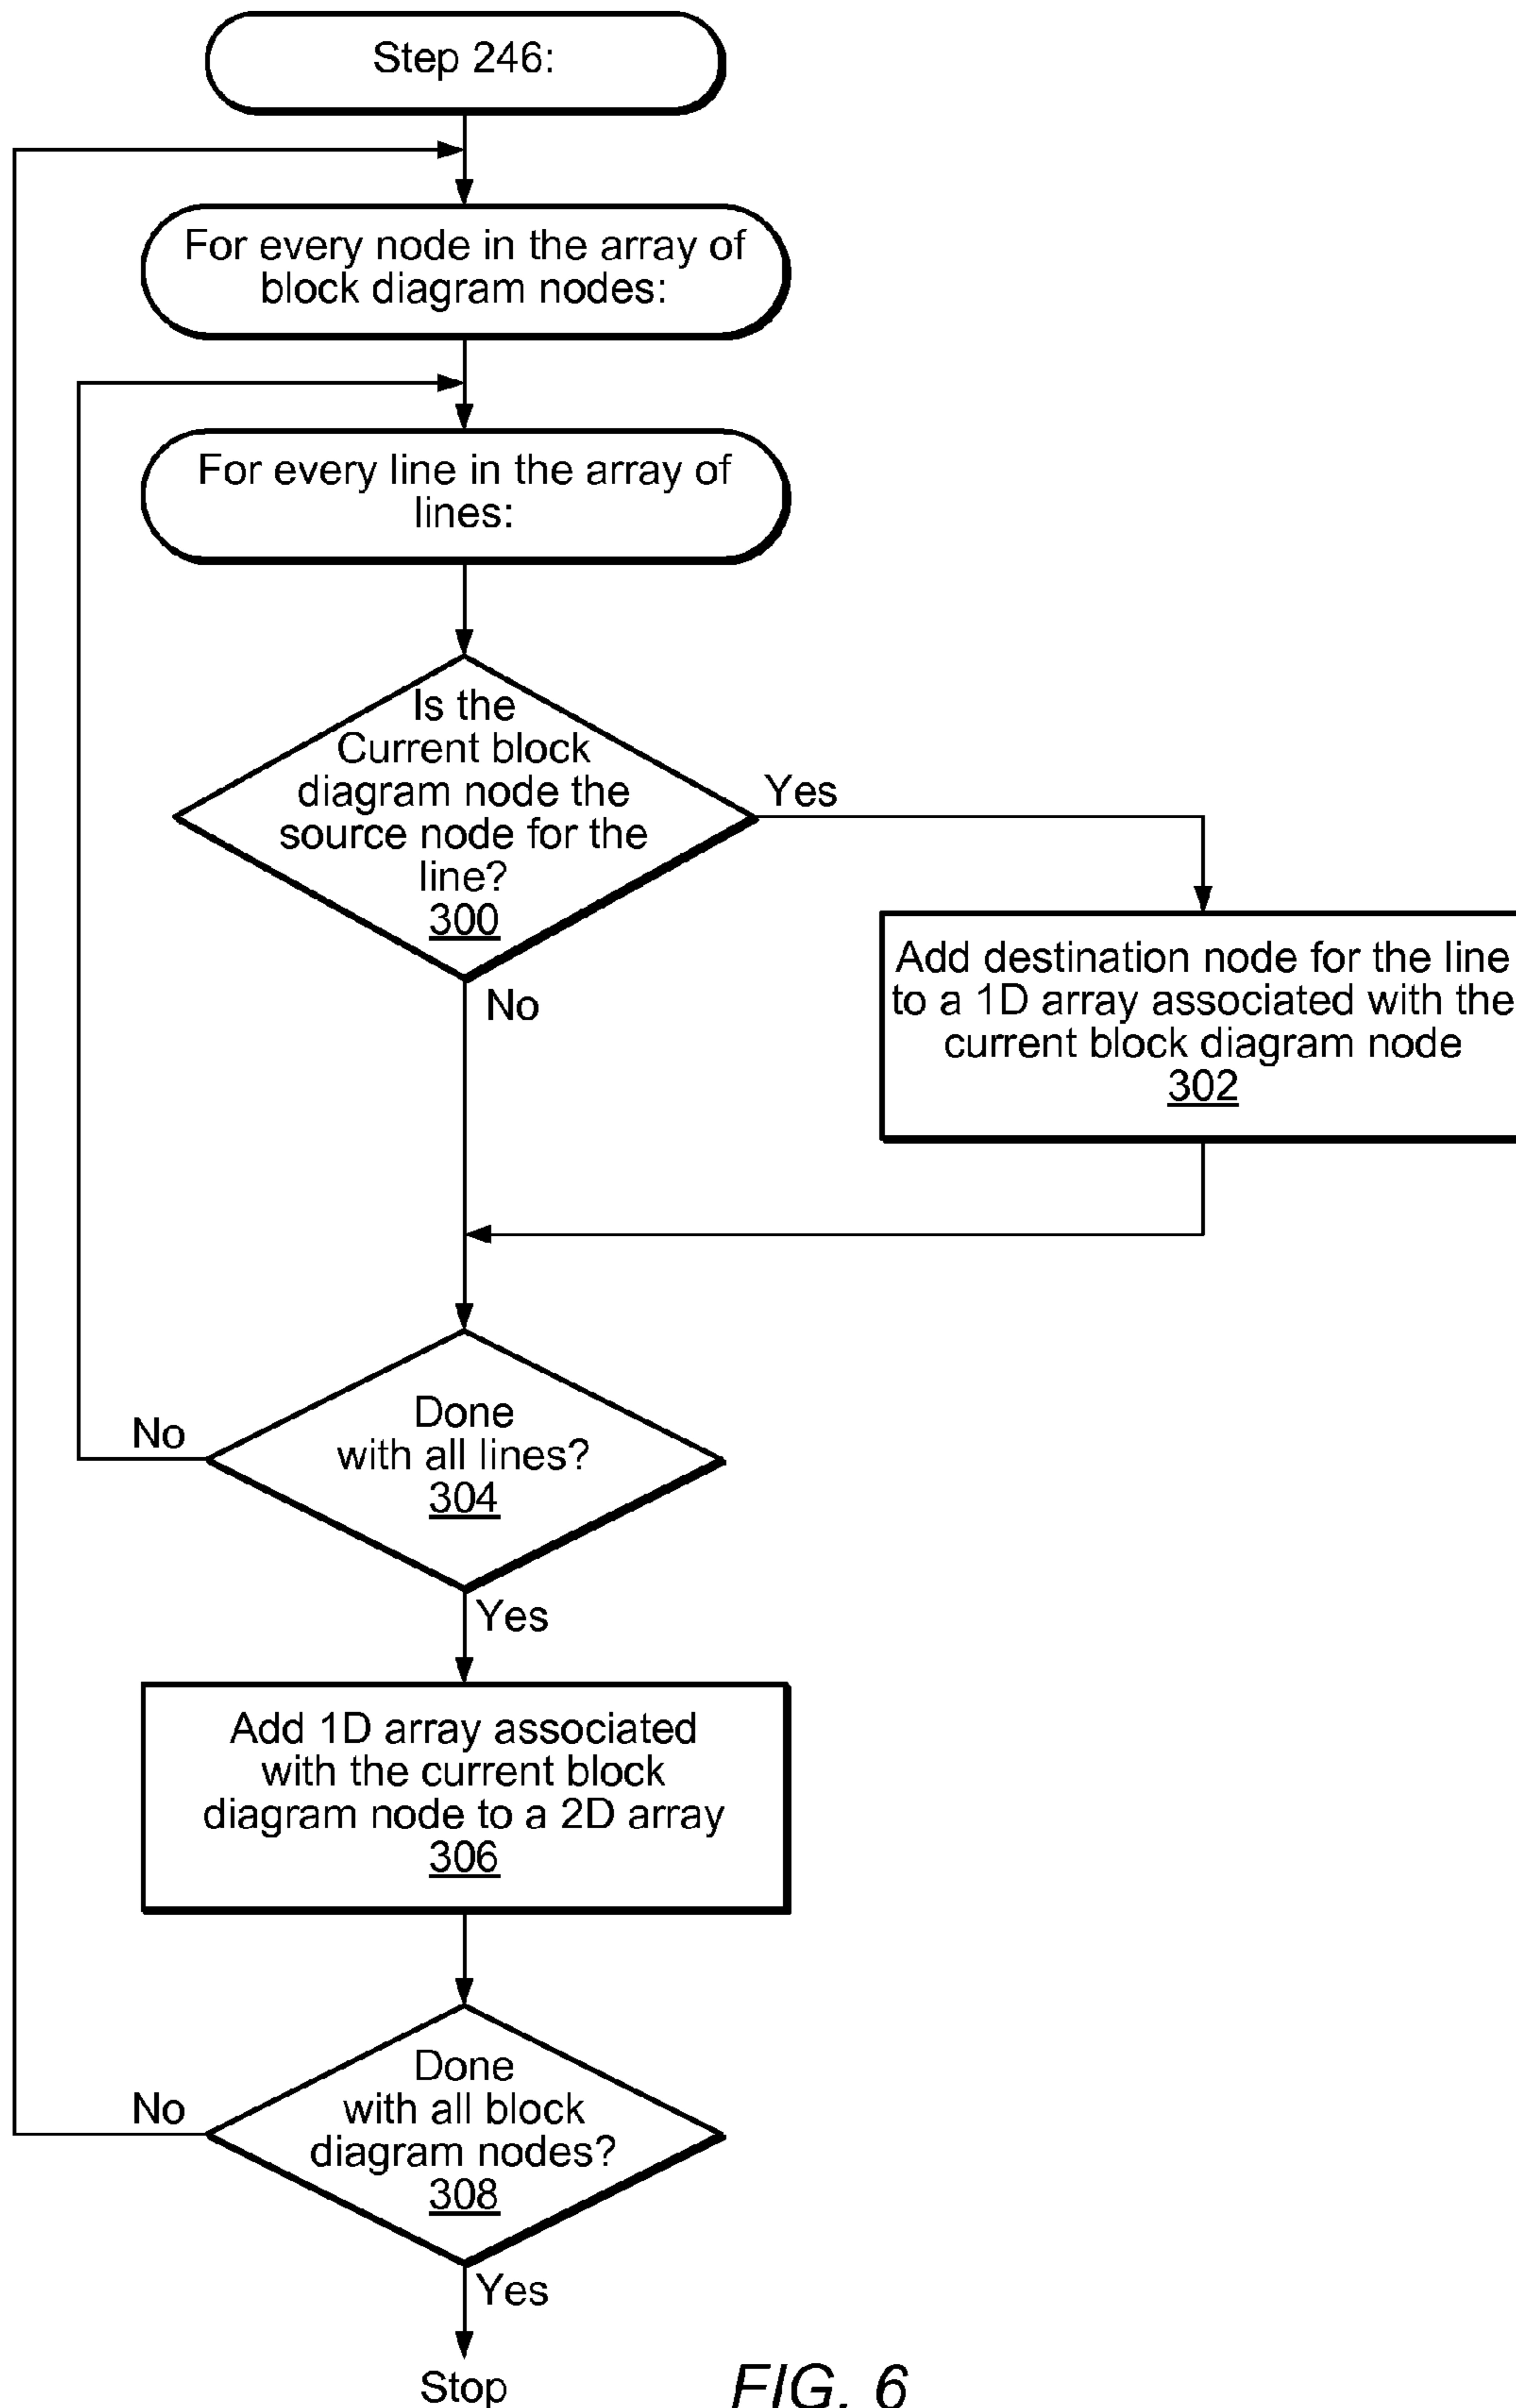 Step 246:
For every node in the array of
block diagram nodes:
For every line in the array of
lines:
Is the
Current block
diagram node the
source node for the
line?
300
Yes
No
Add destination node for the line
to a 1D array associated with the
current block diagram node
302
Done
with all lines?
304
No
Yes
Add 1D array associated
with the current block
diagram node to a 2D array
306
Done
with all block
diagram nodes?
308
No
Yes
Stop
FIG. 6